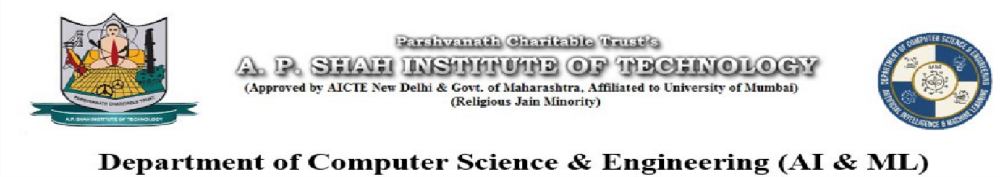 Parshvanath Charitable Trust's
A. P. SHAH INSTITUTE OF TECHNOLOGY
(Approved by AICTE New Delhi & Govt. of Maharashtra, Affiliated to University of Mumbai)
(Religious Jain Minority)
PARSHVANATH CHARITABLE TRUST
A.P. SHAH INSTITUTE OF TECHNOLOGY
DEPARTMENT OF COMPUTER SCIENCE & ENGINEERING
ARTIFICIAL INTELLIGENCE & MACHINE LEARNING
Department of Computer Science & Engineering (AI & ML)